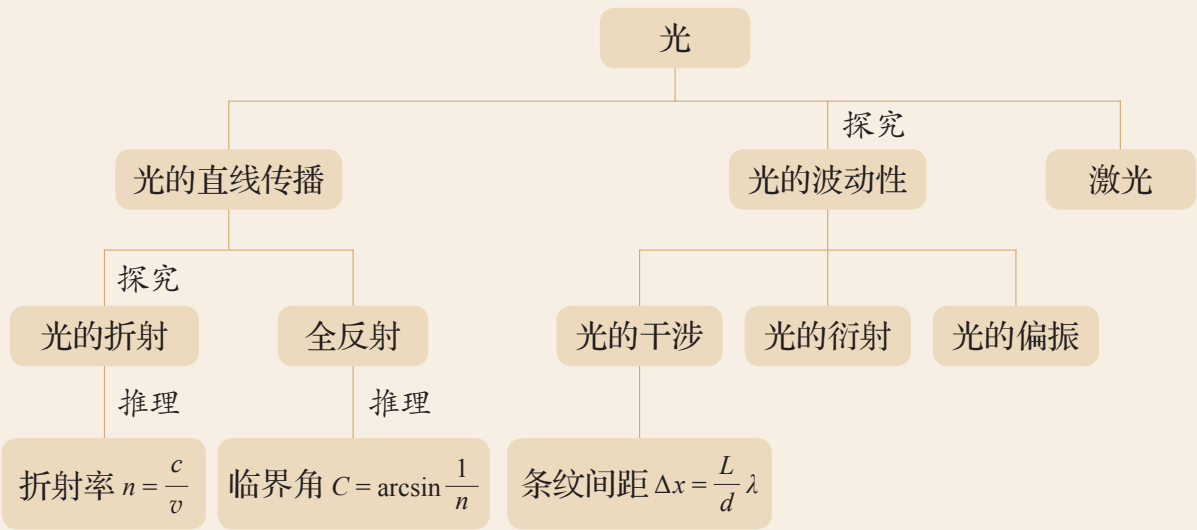 光
探究
光的直线传播
光的波动性
激光
探究
光的折射
全反射
光的干涉
光的衍射
光的偏振
推理
推理
折射率 n = c/v
临界角 C = arcsin 1/n
条纹间距 Δx = L/d λ